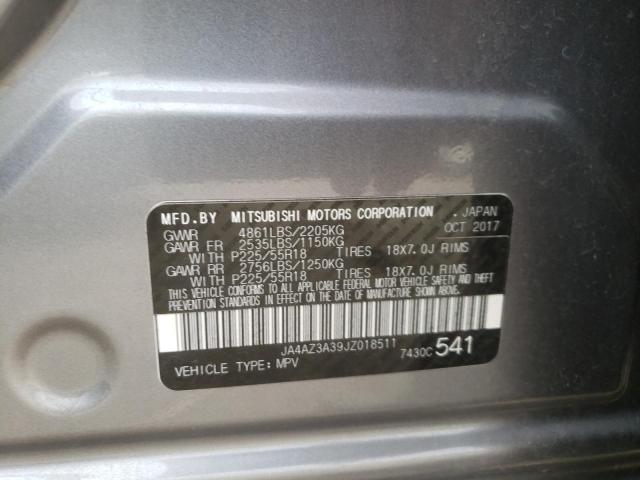 MFD.BY MITSUBISHI MOTORS CORPORATION , JAPAN
GVWR 4861LBS/2205KG OCT 2017
GAWR FR 2535LBS/1150KG
WITH P225/55R18 TIRES 18X7.0J RIMS
GAWR RR 2756LBS/1250KG
WITH P225/55R18 TIRES 18X7.0J RIMS
THIS VEHICLE CONFORMS TO ALL APPLICABLE FEDERAL MOTOR VEHICLE SAFETY AND THEFT
PREVENTION STANDARDS IN EFFECT ON THE DATE OF MANUFACTURE SHOWN ABOVE.
JA4AZ3A39JZ018511 7430C 541
VEHICLE TYPE:MPV